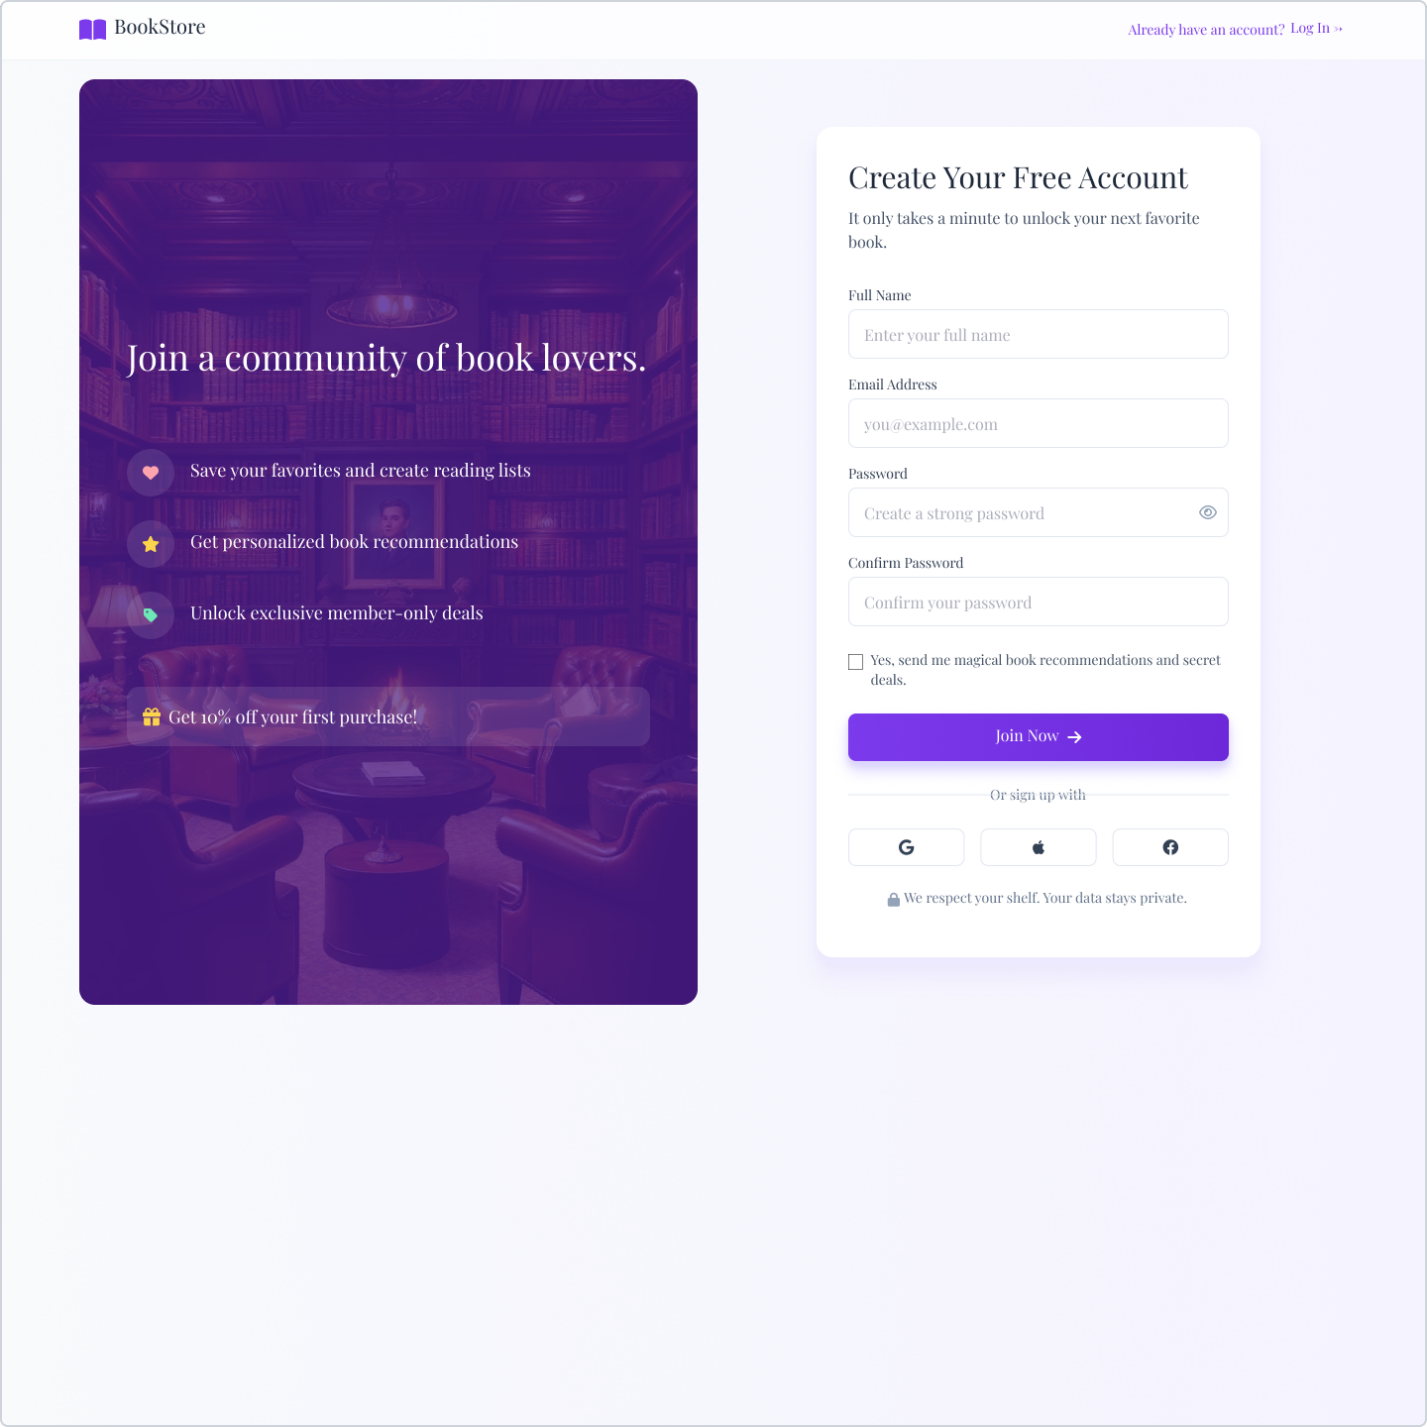 BookStore
Already have an account? Log In →
Join a community of book lovers.
Save your favorites and create reading lists
Get personalized book recommendations
Unlock exclusive member-only deals
Get 10% off your first purchase!
Create Your Free Account
It only takes a minute to unlock your next favorite
book.
Full Name
Enter your full name
Email Address
you@example.com
Password
Create a strong password
Confirm Password
Confirm your password
Yes, send me magical book recommendations and secret
deals.
Join Now →
Or sign up with
We respect your shelf. Your data stays private.